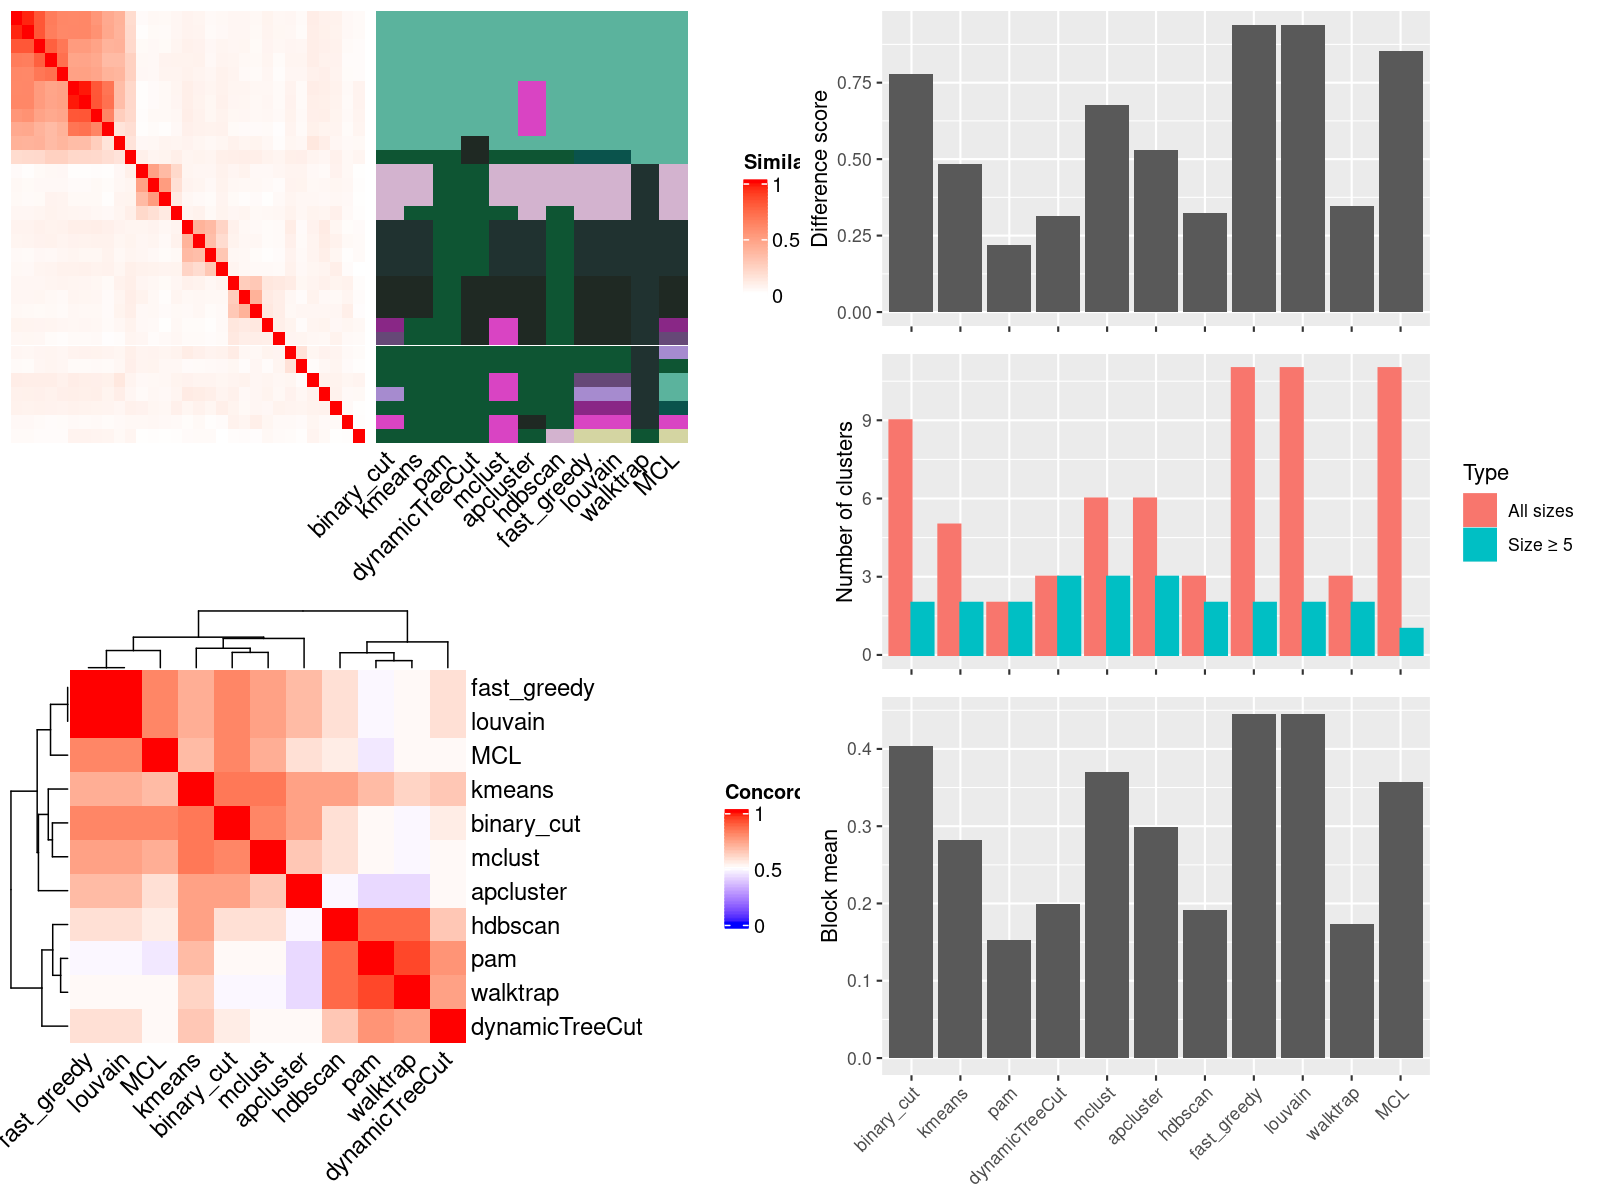 Simila
1
0.5
0
binary_cut
kmeans
pam
dynamicTreeCut
mclust
apcluster
hdbscan
fast_greedy
louvain
walktrap
MCL
Difference score
0.75
0.50
0.25
0.00
Number of clusters
9
6
3
0
Type
All sizes
Size ≥ 5
fast_greedy
louvain
MCL
kmeans
binary_cut
mclust
apcluster
hdbscan
pam
walktrap
dynamicTreeCut
fast_greedy
louvain
MCL
kmeans
binary_cut
mclust
apcluster
hdbscan
pam
walktrap
dynamicTreeCut
Concord
1
0.5
0
Block mean
0.4
0.3
0.2
0.1
0.0
binary_cut
kmeans
pam
dynamicTreeCut
mclust
apcluster
hdbscan
fast_greedy
louvain
walktrap
MCL